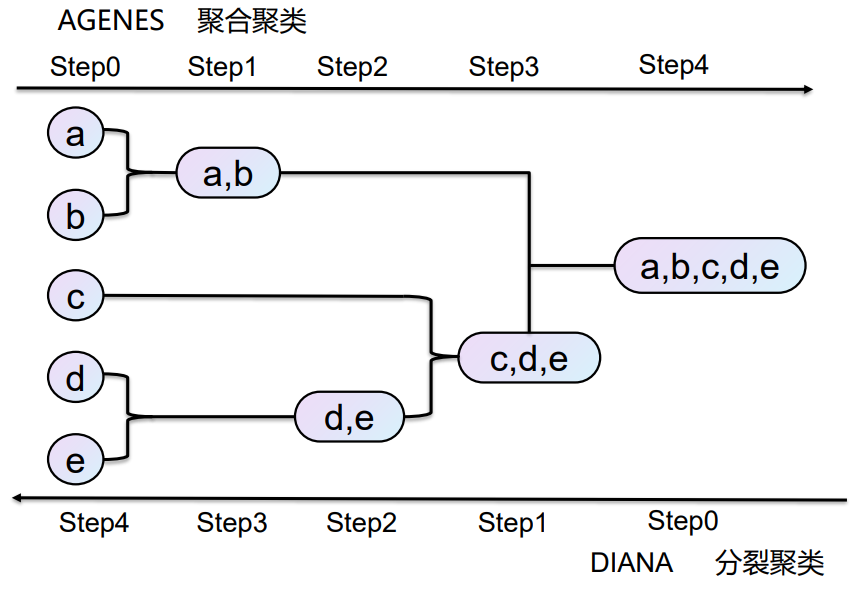 AGENES 聚合聚类
Step0 Step1 Step2 Step3 Step4
a
b
a,b
c
d
e
d,e
c,d,e
a,b,c,d,e
Step4 Step3 Step2 Step1 Step0
DIANA 分裂聚类